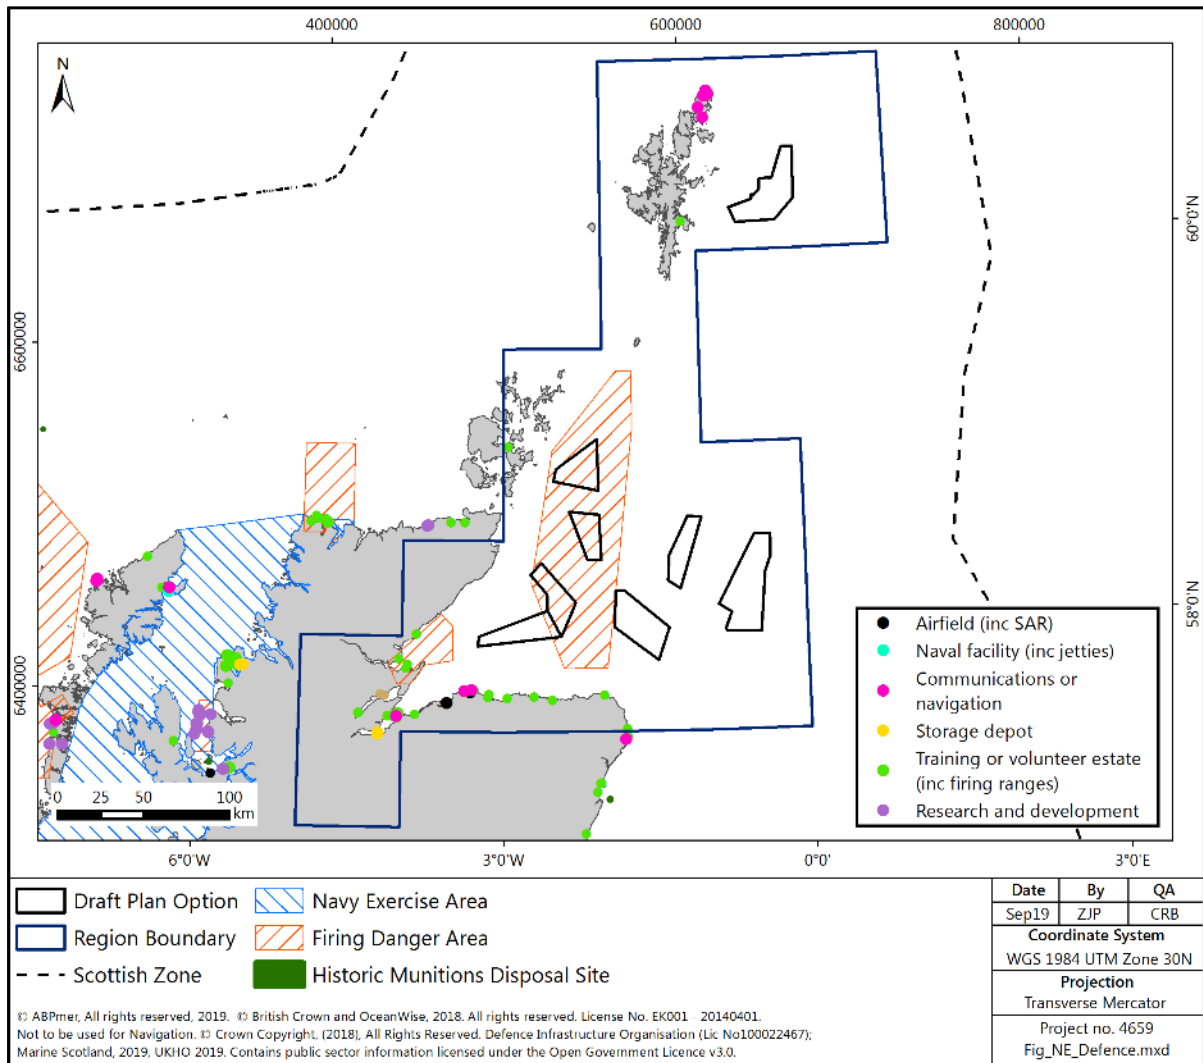 400000
600000
800000
N
60°0'N
6600000
58°0'N
6400000
Airfield (inc SAR)
Naval facility (inc jetties)
Communications or
navigation
Storage depot
Training or volunteer estate
(inc firing ranges)
Research and development
0 25 50 100
km
6°0'W
3°0'W
0°0'
3°0'E
Draft Plan Option
Navy Exercise Area
Region Boundary
Firing Danger Area
Scottish Zone
Historic Munitions Disposal Site
Date By QA
Sep19 ZJP CRB
Coordinate System
WGS 1984 UTM Zone 30N
Projection
Transverse Mercator
Project no. 4659
Fig_NE_Defence.mxd
© ABPmer, All rights reserved, 2019. © British Crown and OceanWise, 2018. All rights reserved. License No. EK001 - 20140401.
Not to be used for Navigation. © Crown Copyright, (2018), All Rights Reserved. Defence Infrastructure Organisation (Lic No100022467);
Marine Scotland, 2019, UKHO 2019. Contains public sector information licensed under the Open Government Licence v3.0.